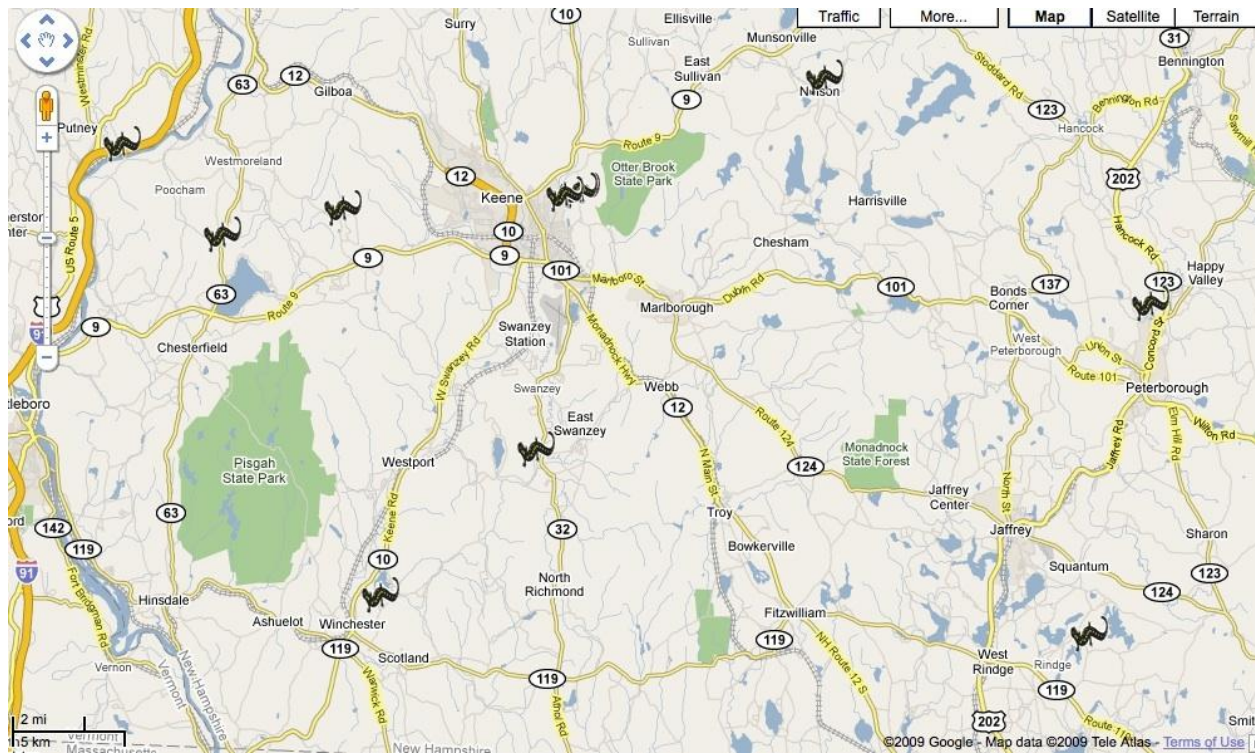 Traffic
More...
Map
Satellite
Terrain
Surry
10
Ellisville
Sullivan
Munsonville
31
Bennington
Westminster Rd
63
12
Gilboa
East
Sullivan
9
Nelson
Stoddard Rd
123
Bennington Rd
Hancock
Sawmill
Putney
Westmoreland
Route 9
Otter Brook
State Park
202
Poocham
12
Keene
Harrisville
Hancock Rd
US Route 5
10
Chesham
9
9
101
Marlboro St
Dublin Rd
101
137
123
Happy
Valley
63
Route 9
Marlborough
Bonds
Corner
9
Chesterfield
Swanzey
Station
Monadnock Hwy
West
Peterborough
Union St
Concord St
Route 101
W Swanzey Rd
Swanzey
Webb
12
Peterborough
ttleboro
East
Swanzey
Route 124
Elm Hill Rd
Wilton Rd
Pisgah
State Park
Westport
N Main St
Monadnock
State Forest
Jaffrey Rd
124
63
Keene Rd
Jaffrey
Center
North St
142
119
32
Troy
Jaffrey
Sharon
91
Fort Bridgman Rd
10
Bowkerville
Squantum
123
North
Richmond
124
Hinsdale
Ashuelot
Winchester
Fitzwilliam
119
119
NH Route 12 S
West
Ridge
Rindge
Scotland
Vernon
119
119
New Hampshire
Vermont
Warwick Rd
Athol Rd
202
2 mi
5 km
Vermont
Massachusetts
New Hampshire
©2009 Google - Map data ©2009 Tele Atlas - Terms of Use